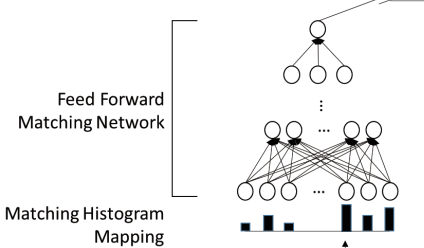 Feed Forward
Matching Network
Matching Histogram
Mapping